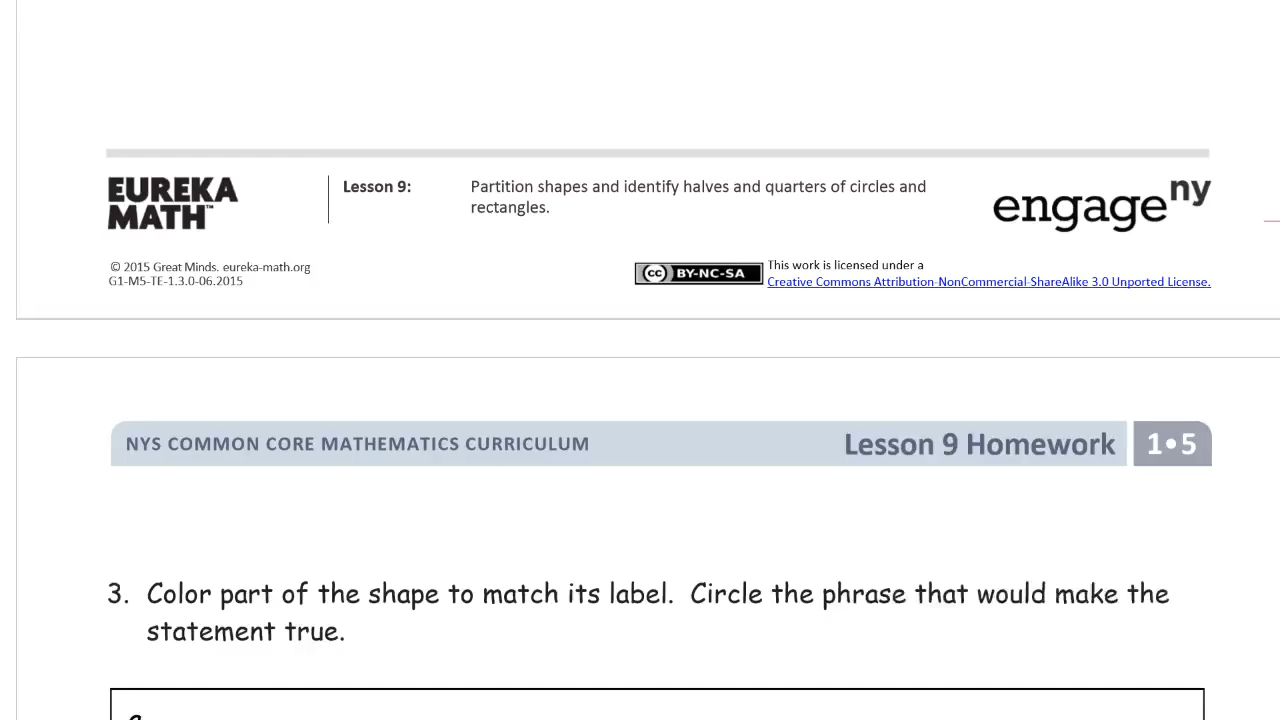 EUREKA
MATH™
Lesson 9:
Partition shapes and identify halves and quarters of circles and
rectangles.
engage ny
© 2015 Great Minds. eureka-math.org
G1-M5-TE-1.3.0-06.2015
cc BY-NC-SA
This work is licensed under a
Creative Commons Attribution-NonCommercial-ShareAlike 3.0 Unported License.
NYS COMMON CORE MATHEMATICS CURRICULUM
Lesson 9 Homework
1•5
3. Color part of the shape to match its label. Circle the phrase that would make the
statement true.